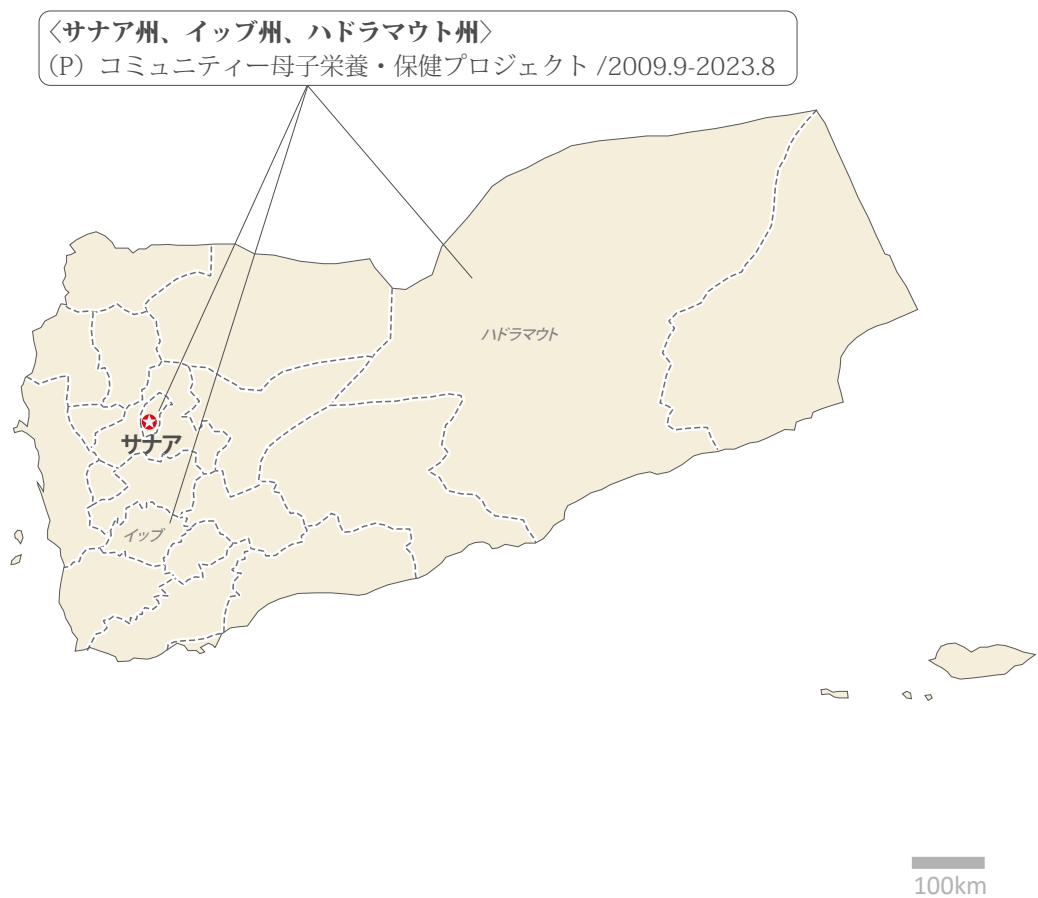 〈サナア州、イッブ州、ハドラマウト州〉
（P）コミュニティー母子栄養・保健プロジェクト /2009.9-2023.8
ハドラマウト
サナア
イッブ
100km